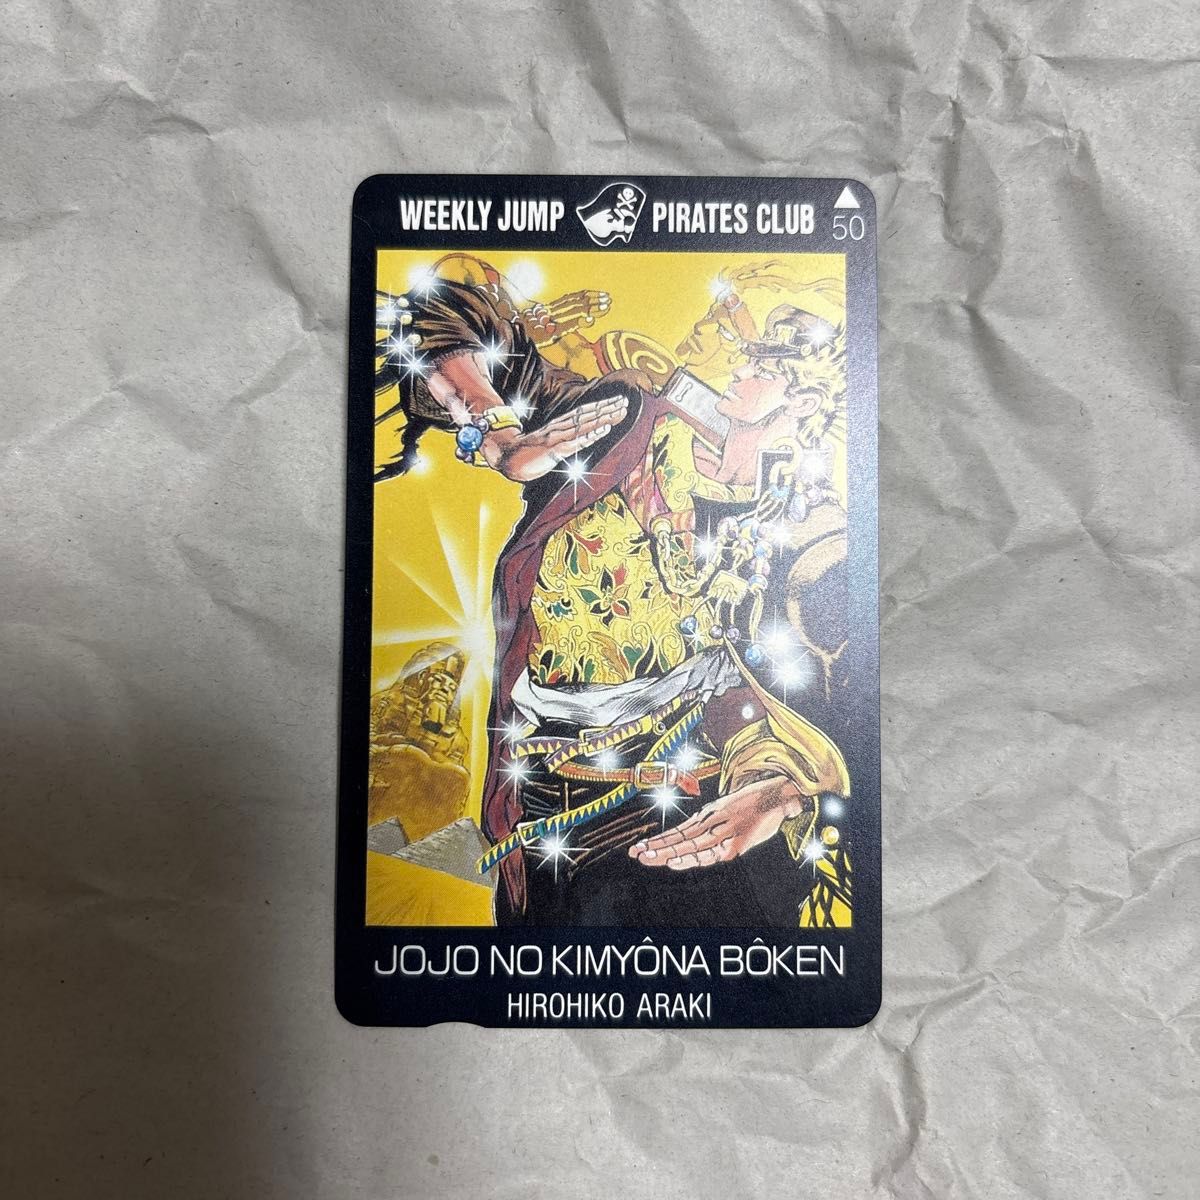 WEEKLY JUMP PIRATES CLUB
50
JOJO NO KIMYÔNA BÔKEN
HIROHIKO ARAKI